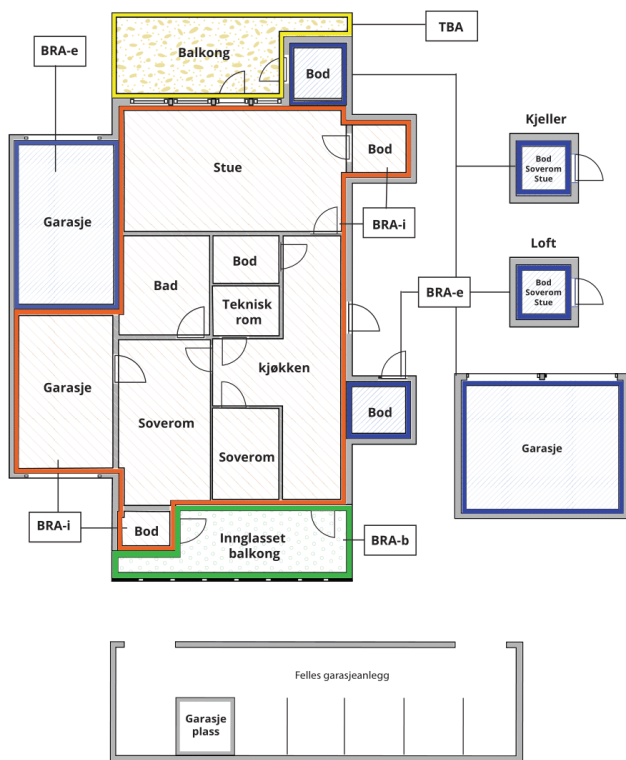 TBA
BRA-e
Balkong
Bod
Kjeller
Bod
Soverom
Stue
Stue
Bod
BRA-i
Garasje
Loft
Bod
Soverom
Stue
Bad
Bod
Teknisk
rom
BRA-e
kjøkken
Garasje
Soverom
Soverom
Bod
Garasje
BRA-i
Bod
Innglasset
balkong
BRA-b
Felles garasjeanlegg
Garasje
plass